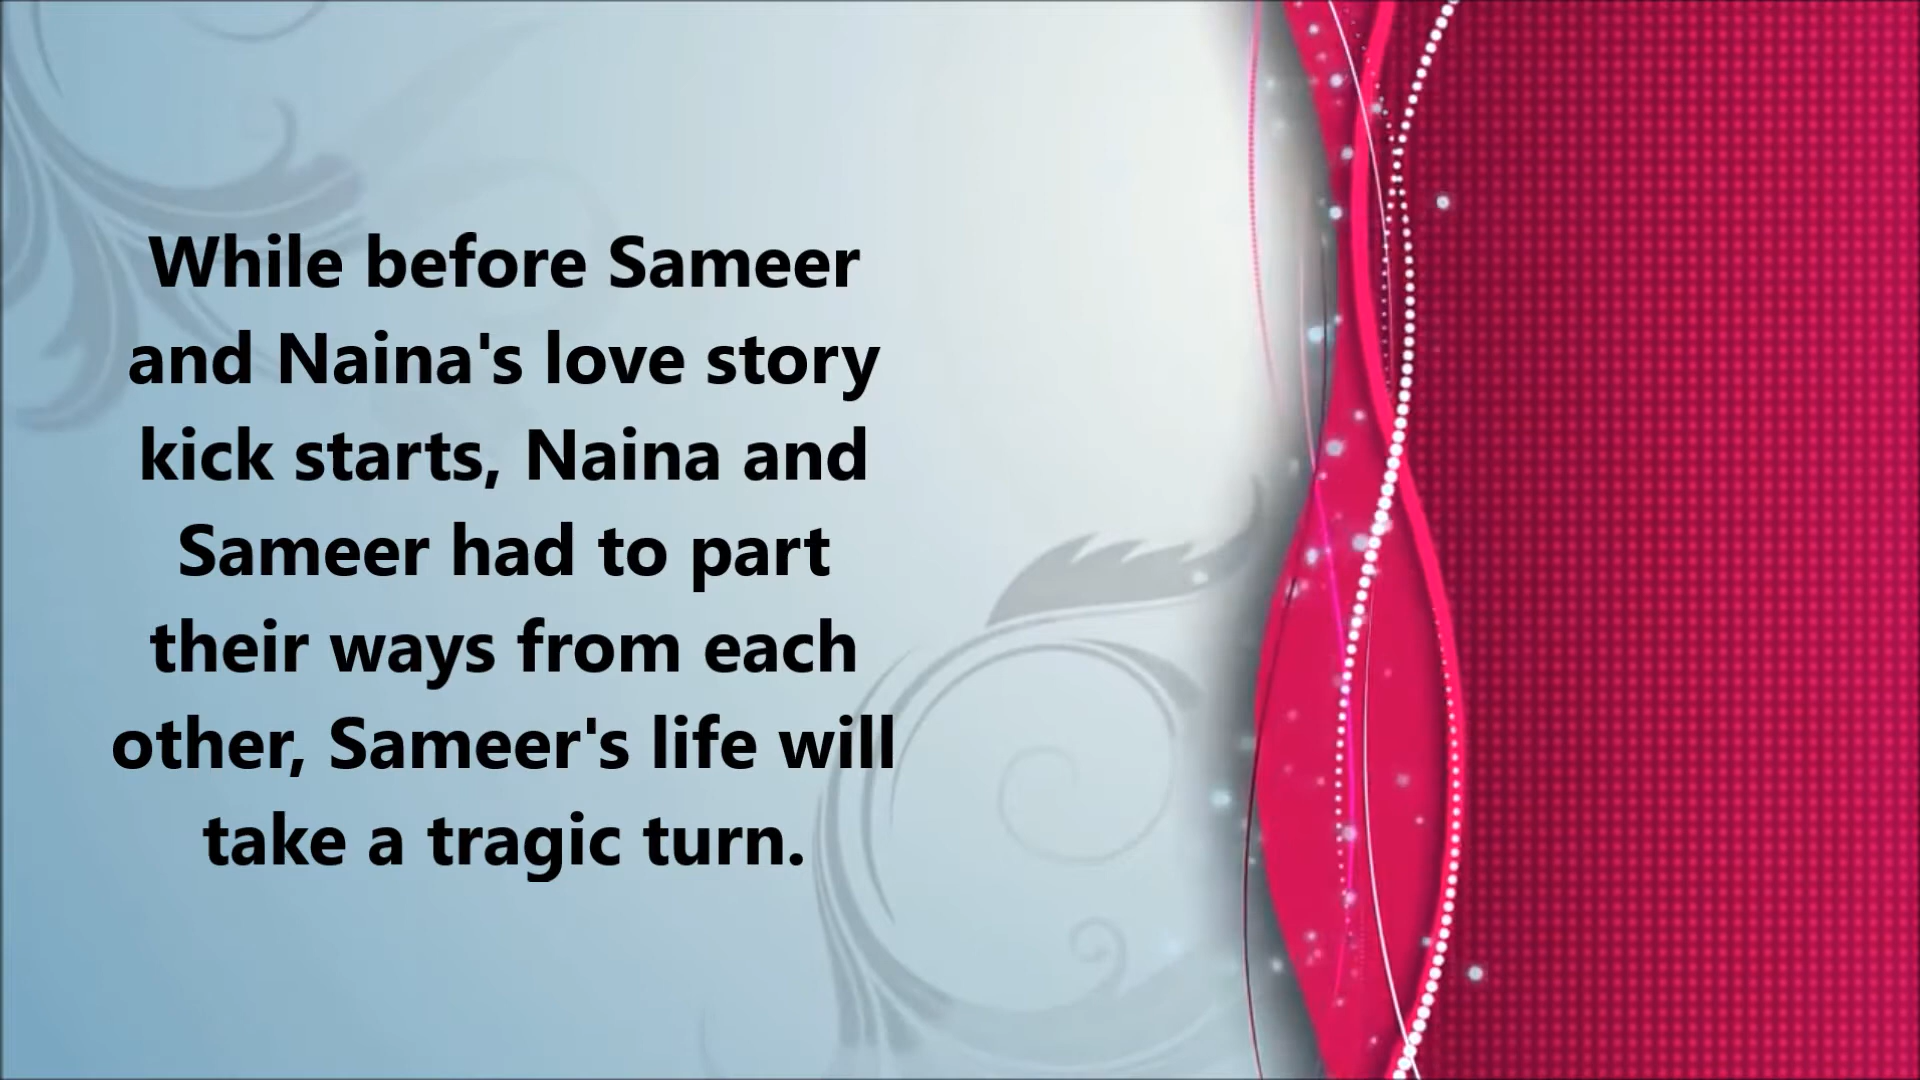 While before Sameer
and Naina's love story
kick starts, Naina and
Sameer had to part
their ways from each
other, Sameer's life will
take a tragic turn.